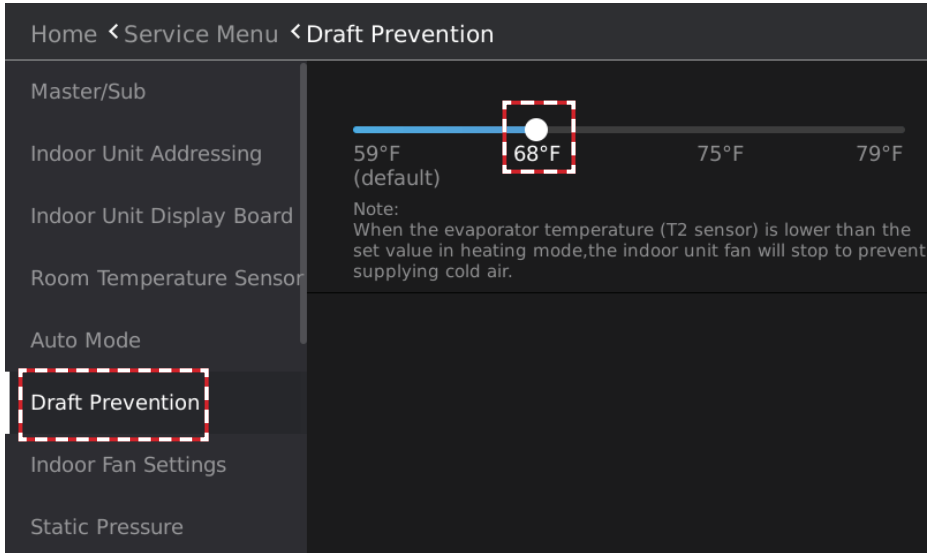 Home < Service Menu < Draft Prevention
Master/Sub
Indoor Unit Addressing
Indoor Unit Display Board
Room Temperature Sensor
Auto Mode
Draft Prevention
Indoor Fan Settings
Static Pressure
59°F 68°F 75°F 79°F
(default)
Note:
When the evaporator temperature (T2 sensor) is lower than the
set value in heating mode,the indoor unit fan will stop to prevent
supplying cold air.